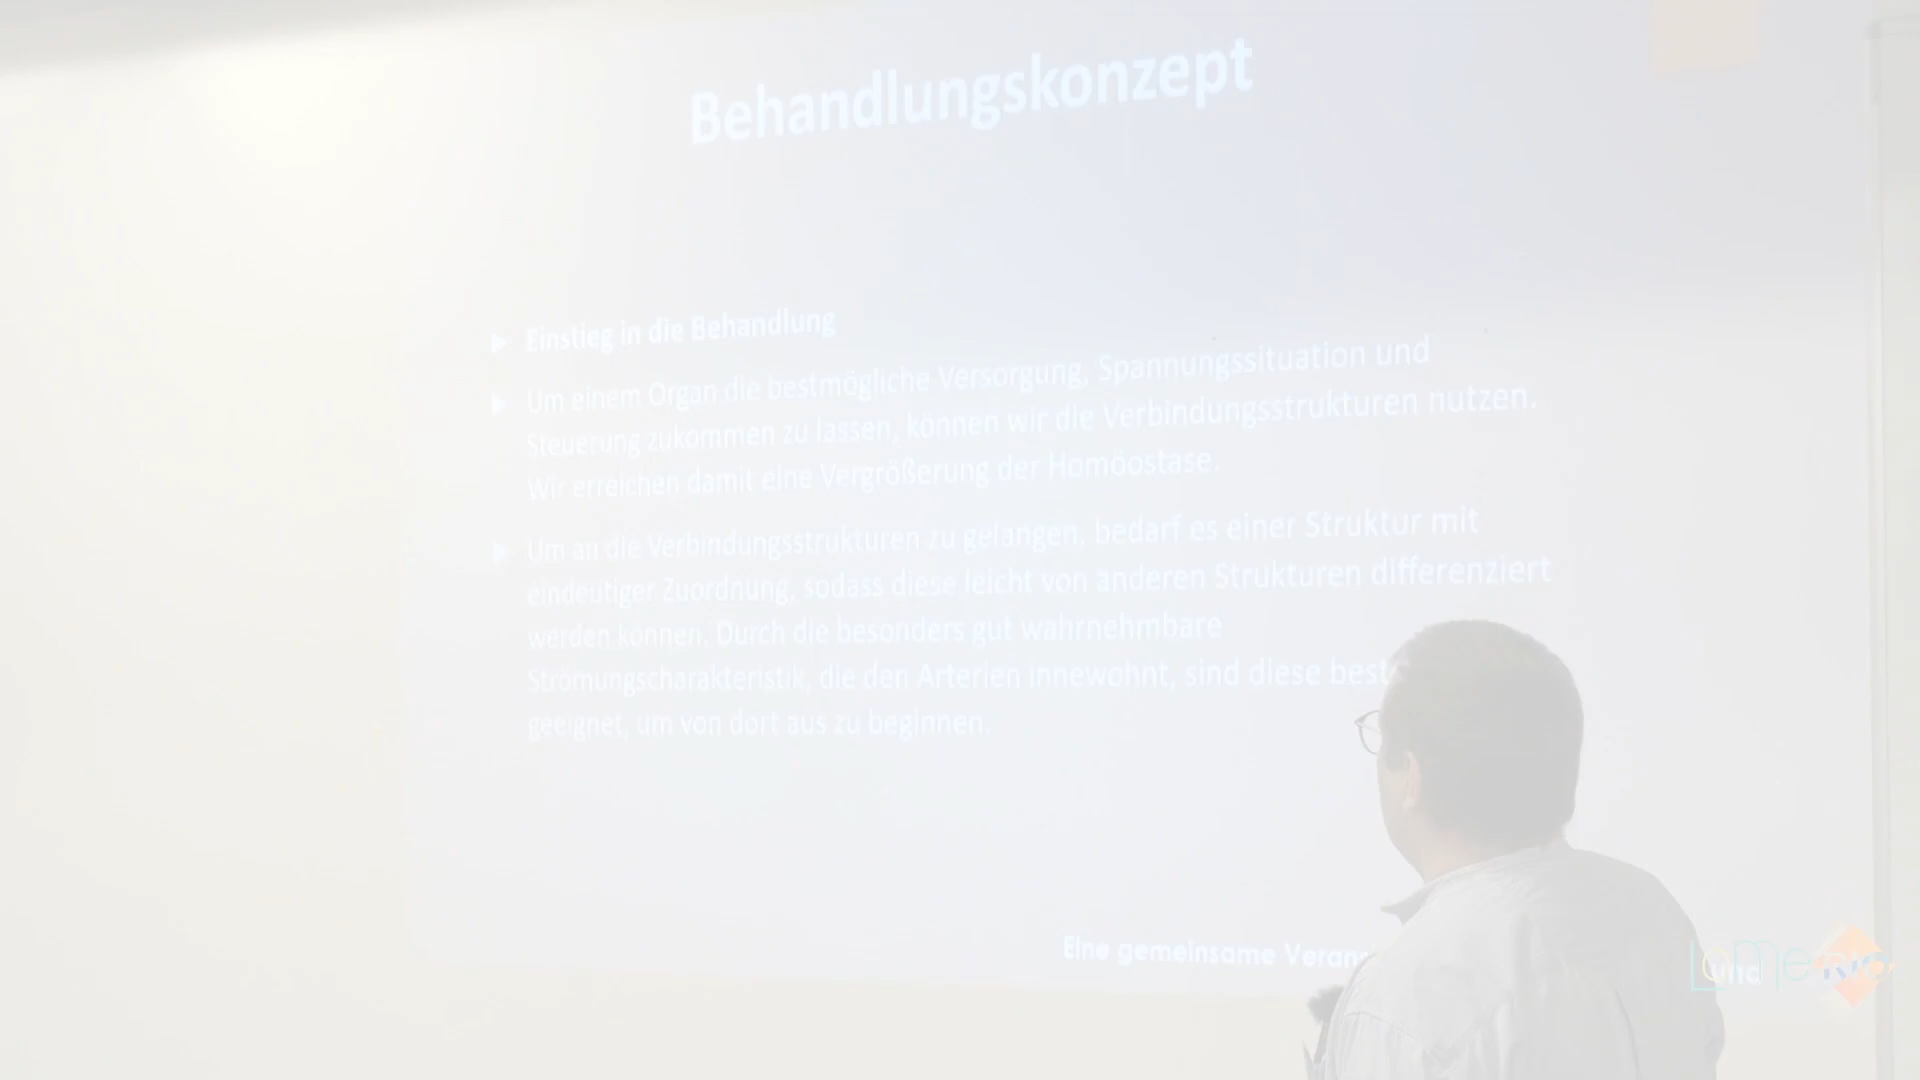 Behandlungskonzept
Einstieg in die Behandlung
Um einem Organ die bestmögliche Versorgung, Spannungssituation und
Steuerung zukommen zu lassen, können wir die Verbindungsstrukturen nutzen.
Wir erreichen damit eine Vergrößerung der Homöostase.
Um an die Verbindungsstrukturen zu gelangen, bedarf es einer Struktur mit
eindeutiger Zuordnung, sodass diese leicht von anderen Strukturen differenziert
werden können. Durch die besonders gut wahrnehmbare
Strömungscharakteristik, die den Arterien innewohnt, sind diese best
geeignet, um von dort aus zu beginnen.
Eine gemeinsame
und